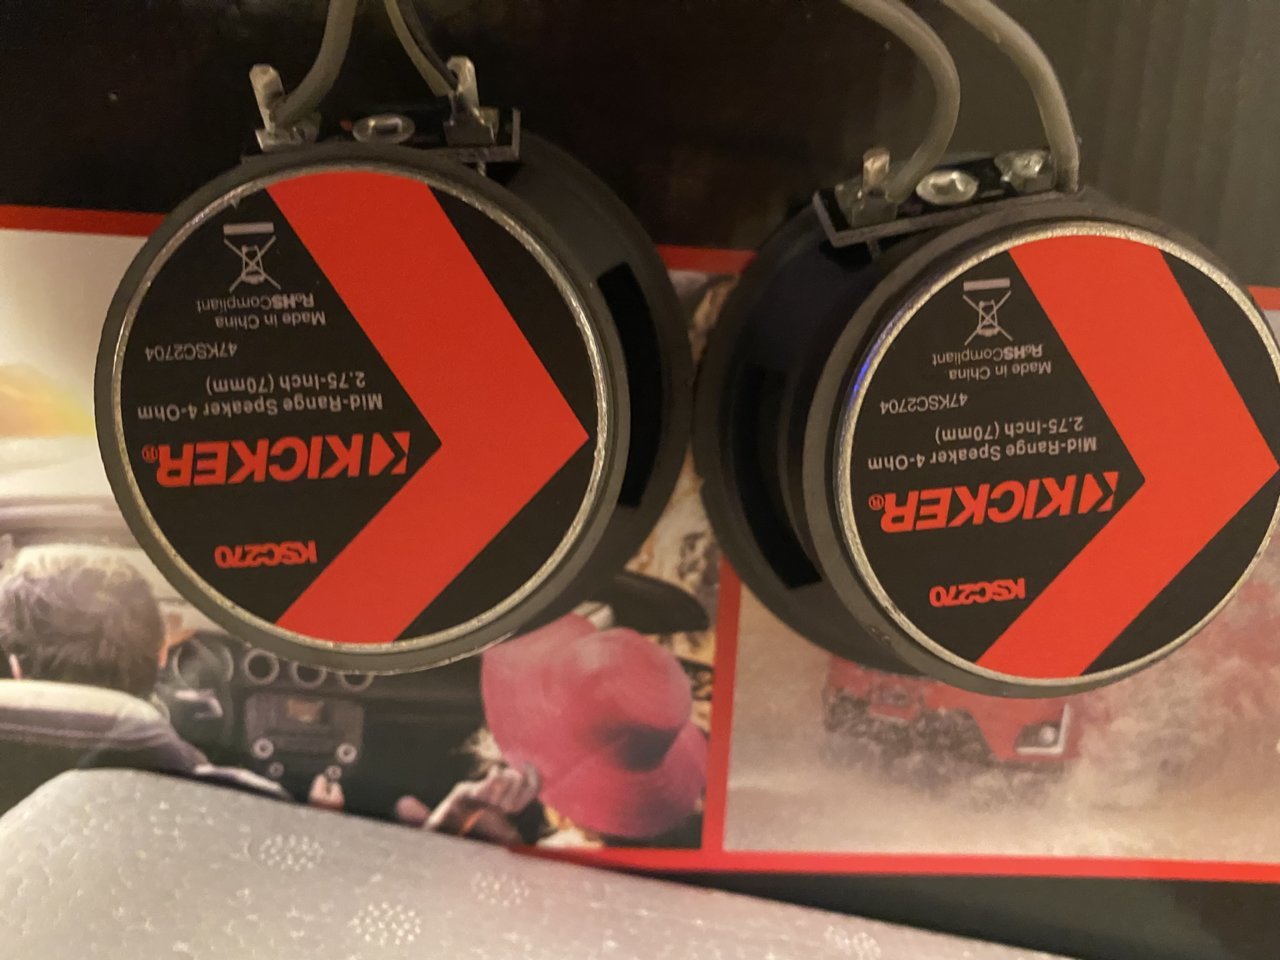 KSC270
KICKER®
Mid-Range Speaker 4-Ohm
2.75-Inch (70mm)
47KSC2704
Made in China
RoHSCompliant
KSC270
KICKER®
Mid-Range Speaker 4-Ohm
2.75-Inch (70mm)
47KSC2704
Made in China
RoHSCompliant